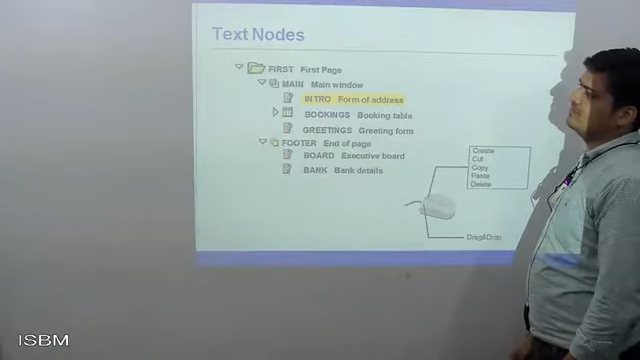 Text Nodes
FIRST First Page
MAIN Main window
INTRO Form of address
BOOKINGS Booking table
GREETINGS Greeting form
FOOTER End of page
BOARD Executive board
BANK Bank details
Create
Cut
Copy
Paste
Delete
Drag&Drop
ISBM